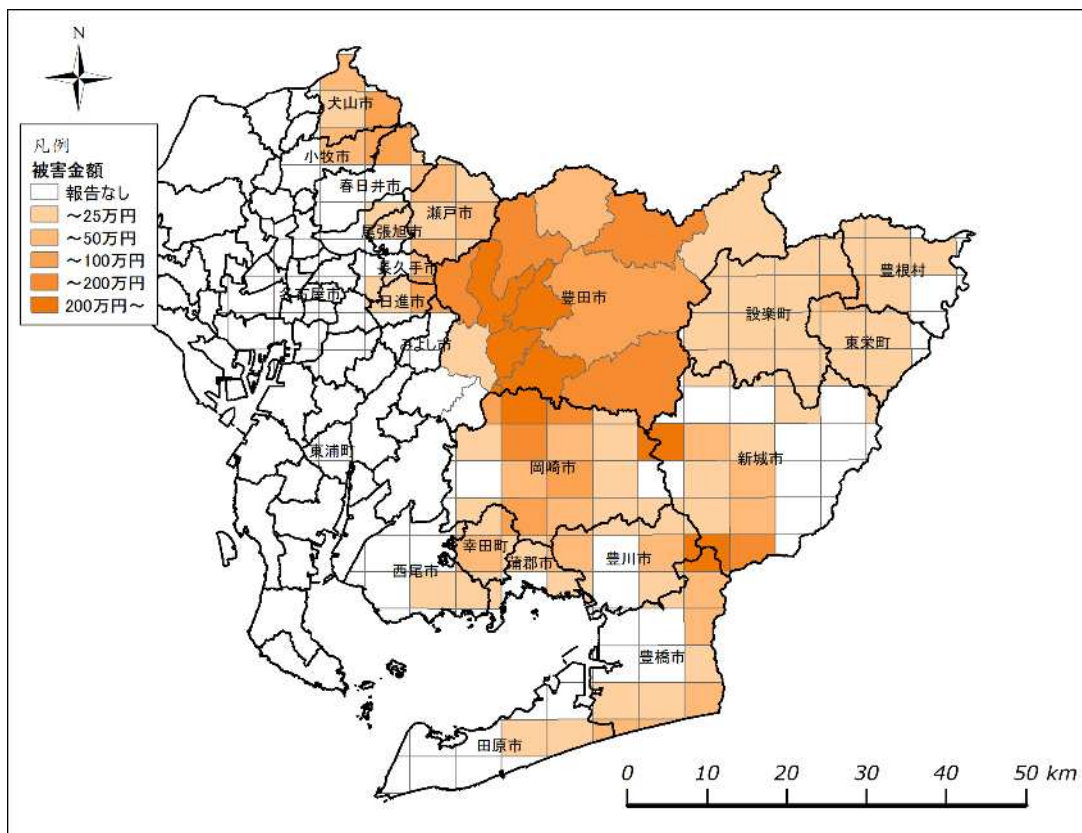 N
凡例
被害金額
報告なし
～25万円
～50万円
～100万円
～200万円
200万円～
犬山市
小牧市
春日井市
瀬戸市
尾張旭市
長久手市
名古屋市
日進市
豊田市
みよし市
豊根村
設楽町
東栄町
東浦町
岡崎市
新城市
幸田町
蒲郡市
豊川市
西尾市
豊橋市
田原市
0 10 20 30 40 50 km